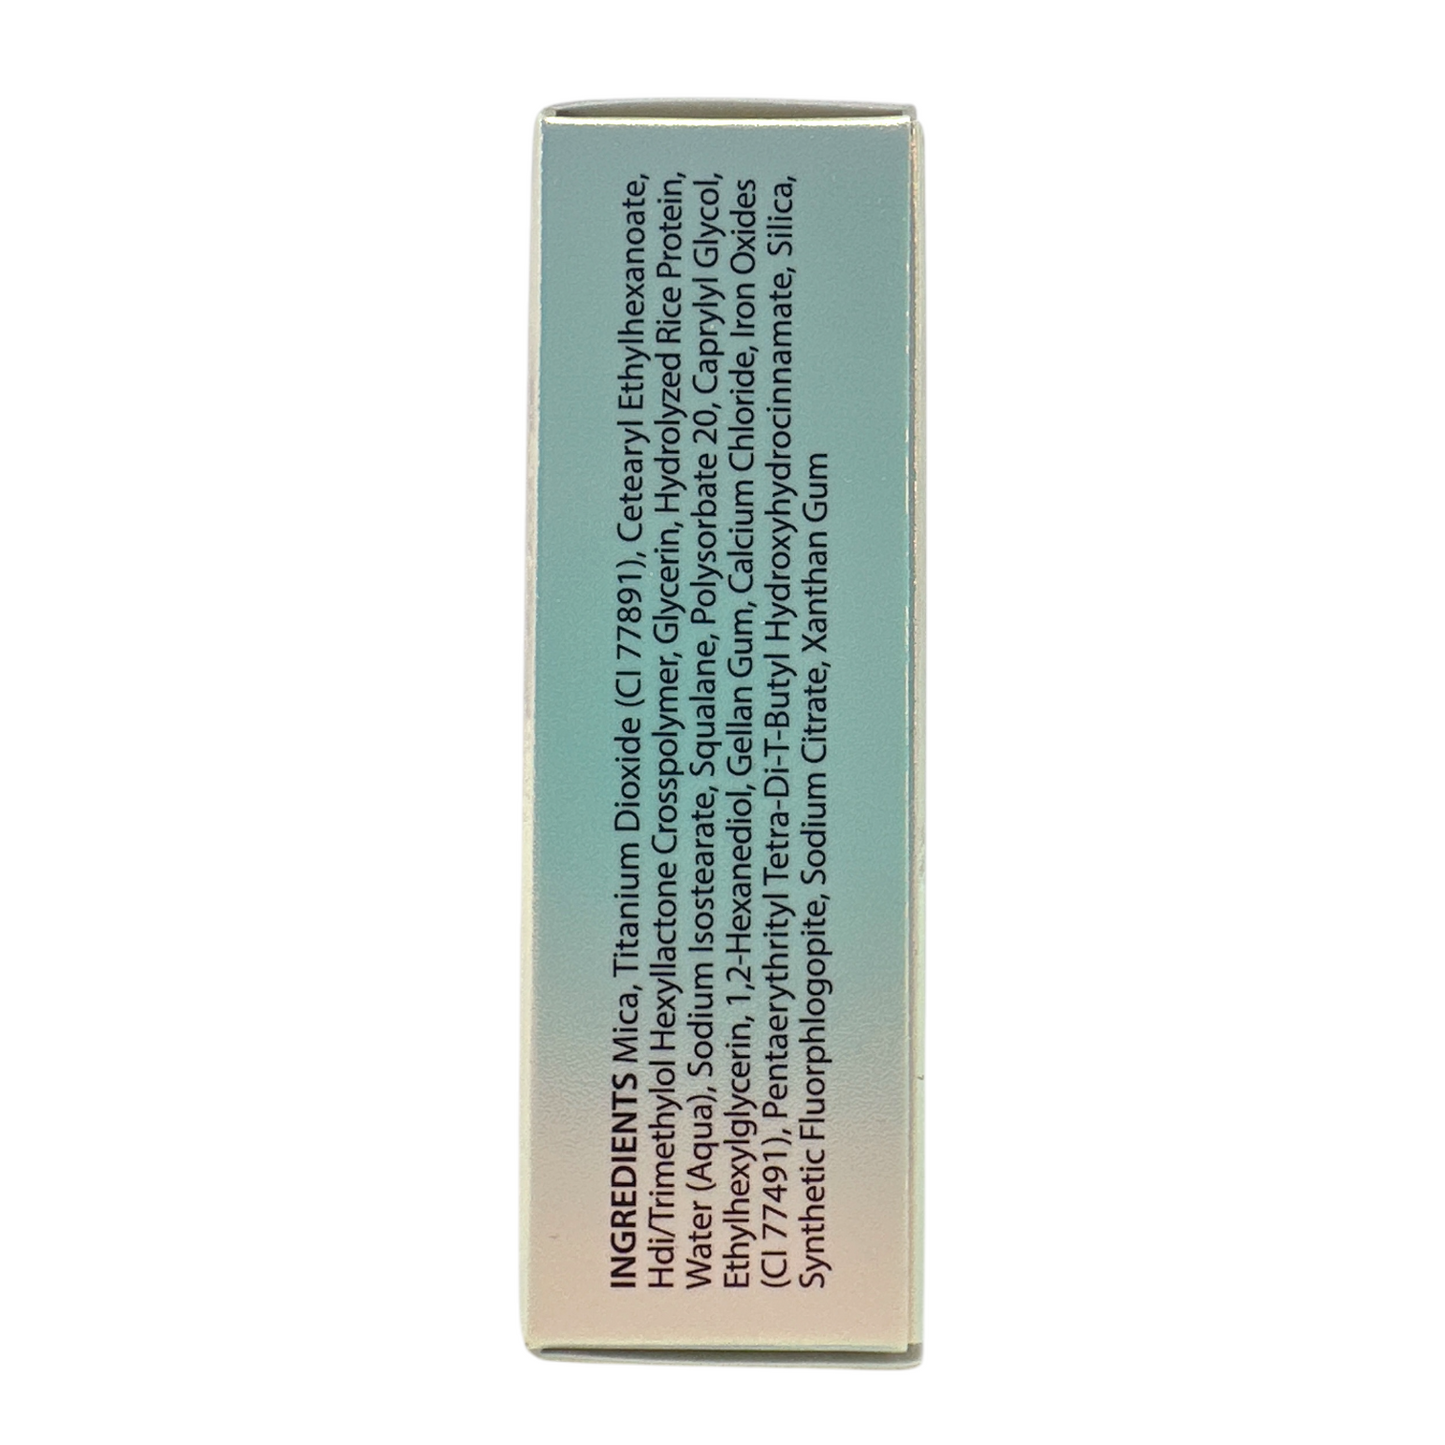 INGREDIENTS Mica, Titanium Dioxide (CI 77891), Cetearyl Ethylhexanoate,
Hdi/Trimethylol Hexyllactone Crosspolymer, Glycerin, Hydrolyzed Rice Protein,
Water (Aqua), Sodium Isostearate, Squalane, Polysorbate 20, Caprylyl Glycol,
Ethylhexylglycerin, 1,2-Hexanediol, Gellan Gum, Calcium Chloride, Iron Oxides
(CI 77491), Pentaerythrityl Tetra-Di-T-Butyl Hydroxyhydrocinnamate, Silica,
Synthetic Fluorphlogopite, Sodium Citrate, Xanthan Gum